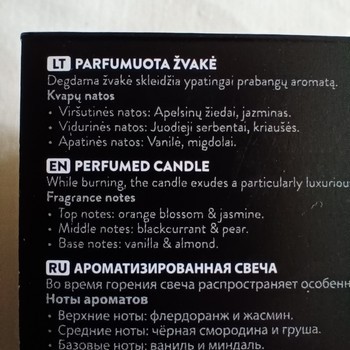 LT PARFUMUOTA ŽVAKĖ
Degdama žvakė skleidžia ypatingai prabangų aromatą.
Kvapų natos
• Viršutinės natos: Apelsinų žiedai, jazminas.
• Vidurinės natos: Juodieji serbentai, kriaušės.
• Apatinės natos: Vanilė, migdolai.
EN PERFUMED CANDLE
While burning, the candle exudes a particularly luxurious
Fragrance notes
• Top notes: orange blossom & jasmine.
• Middle notes: blackcurrant & pear.
• Base notes: vanilla & almond.
RU АРОМАТИЗИРОВАННАЯ СВЕЧА
Во время горения свеча распространяет
Ноты ароматов
• Верхние ноты: флердоранж и жасмин.
• Средние ноты: чёрная смородина и груша.
• Базовые ноты: ваниль и миндаль.